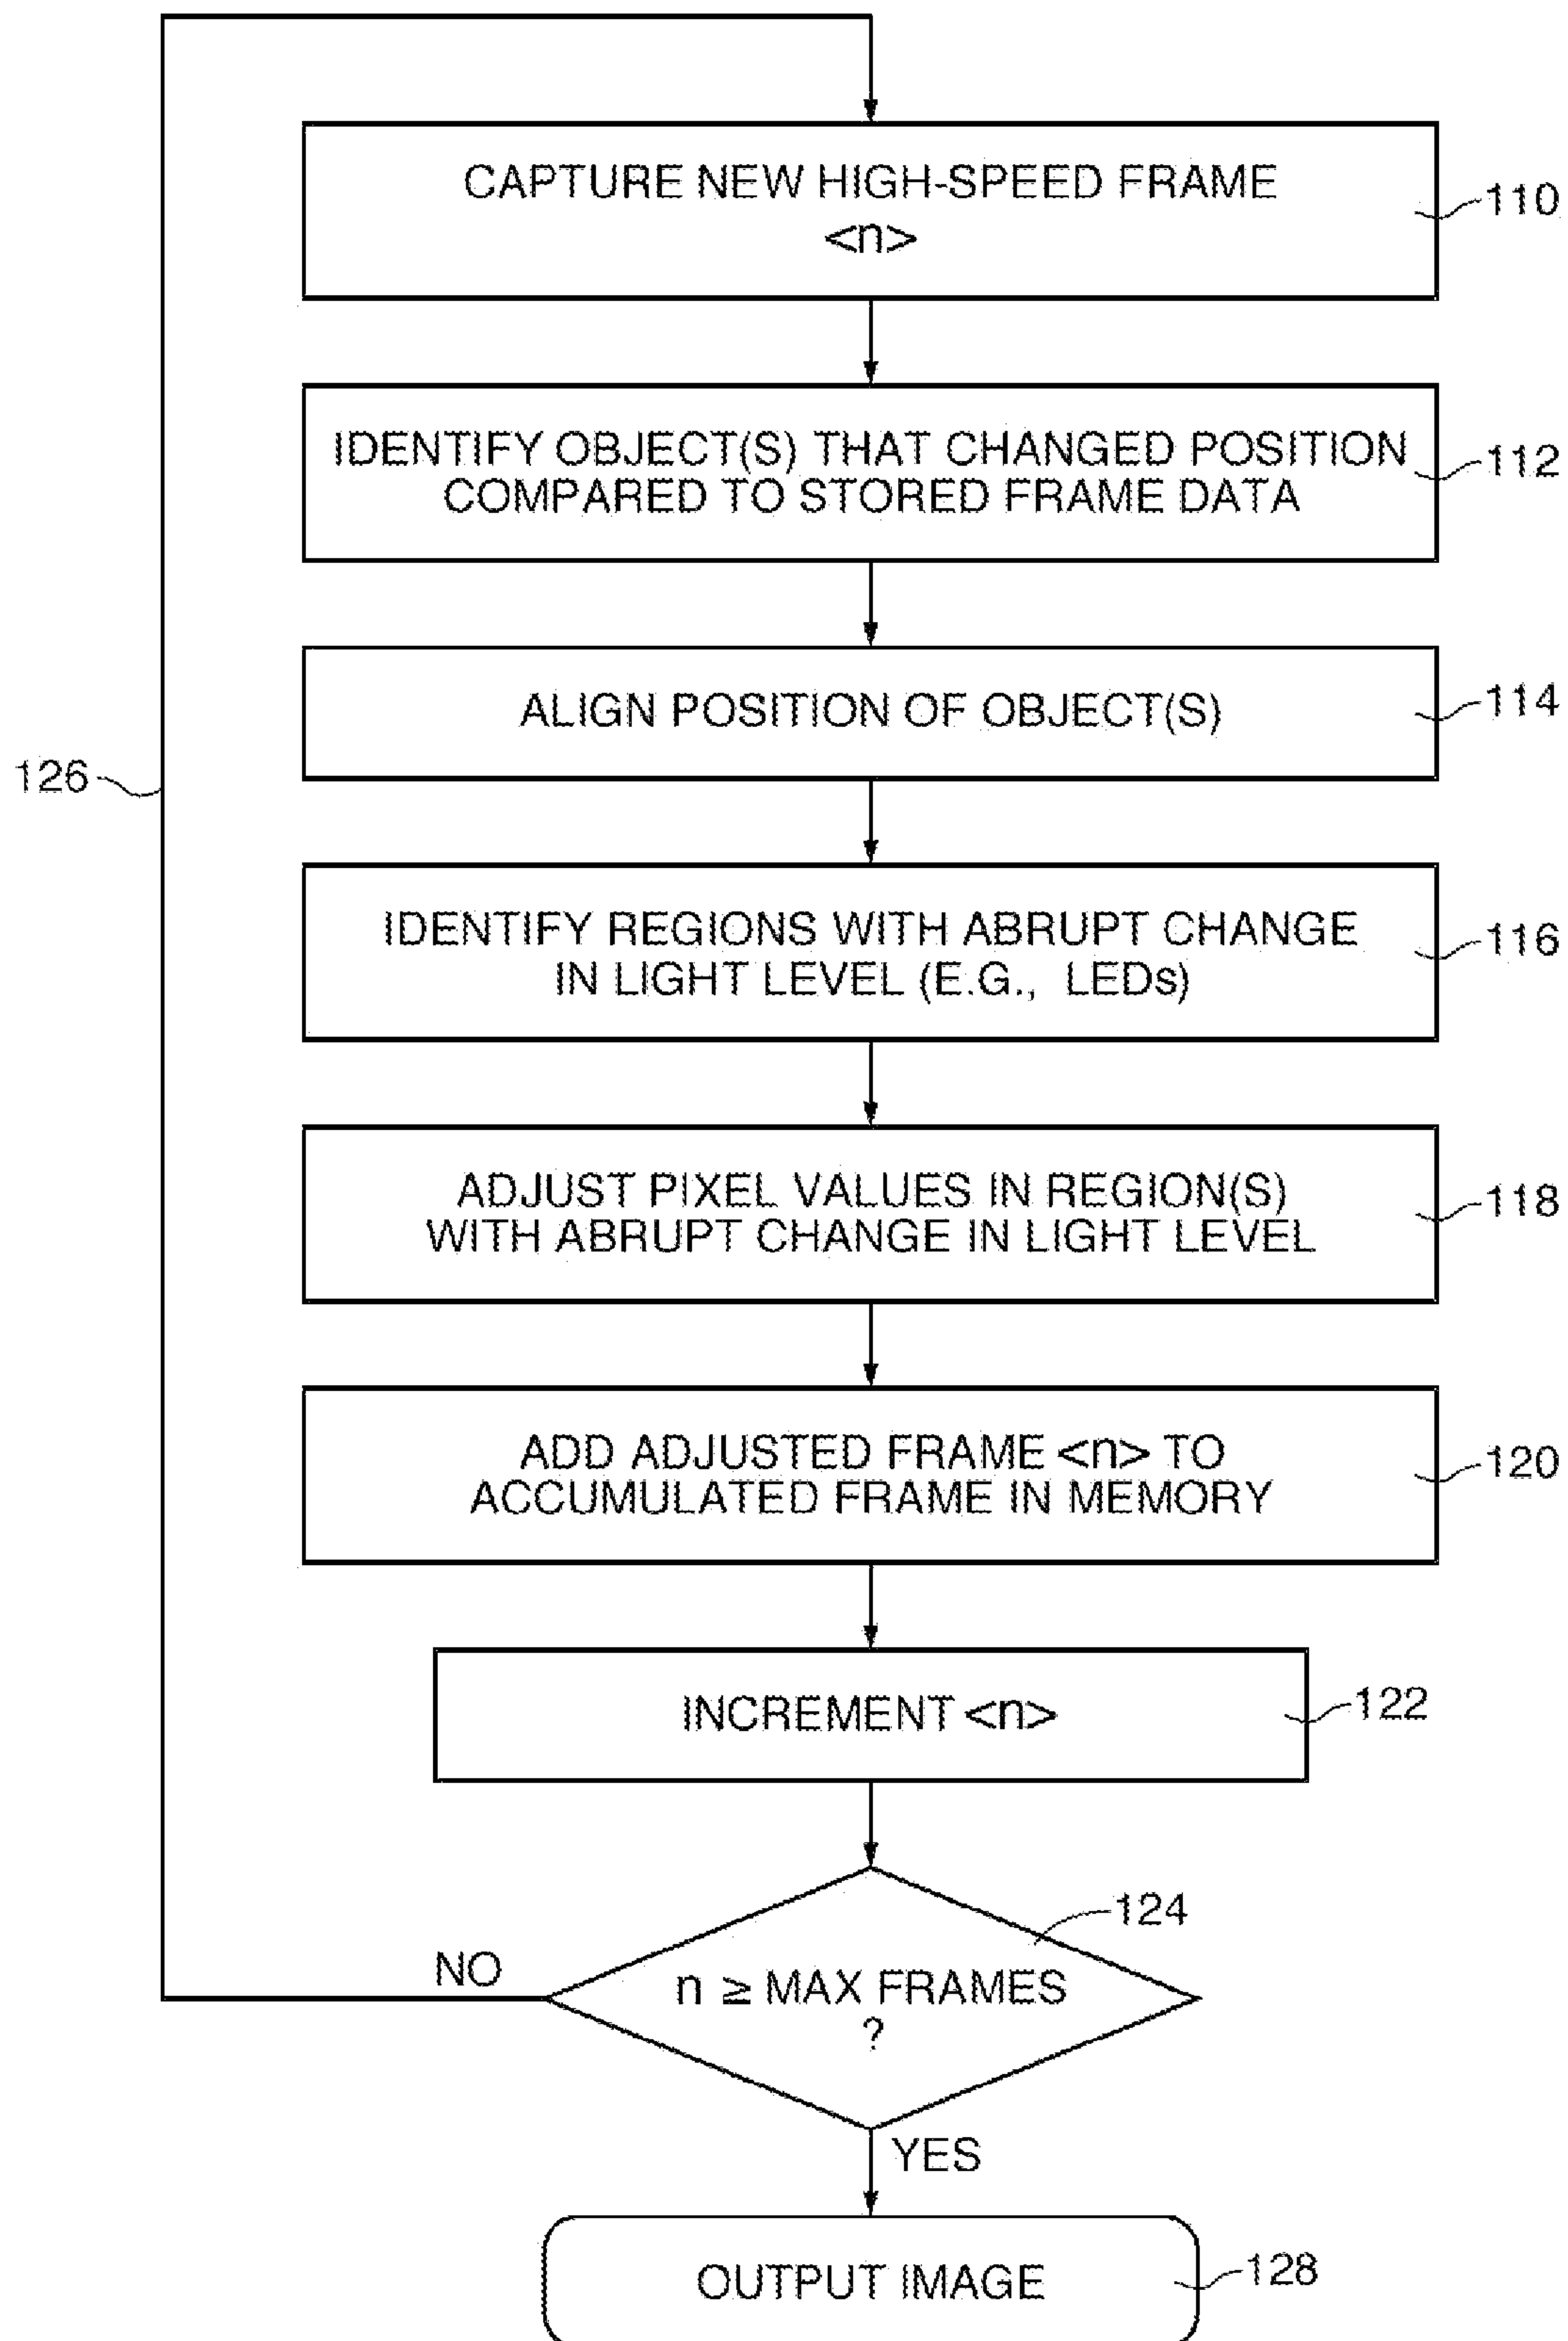 CAPTURE NEW HIGH-SPEED FRAME
<n>
110
IDENTIFY OBJECT(S) THAT CHANGED POSITION
COMPARED TO STORED FRAME DATA
112
ALIGN POSITION OF OBJECT(S)
114
126
IDENTIFY REGIONS WITH ABRUPT CHANGE
IN LIGHT LEVEL (E.G., LEDs)
116
ADJUST PIXEL VALUES IN REGION(S)
WITH ABRUPT CHANGE IN LIGHT LEVEL
118
ADD ADJUSTED FRAME <n> TO
ACCUMULATED FRAME IN MEMORY
120
INCREMENT <n>
122
124
NO
n ≥ MAX FRAMES
?
YES
OUTPUT IMAGE
128